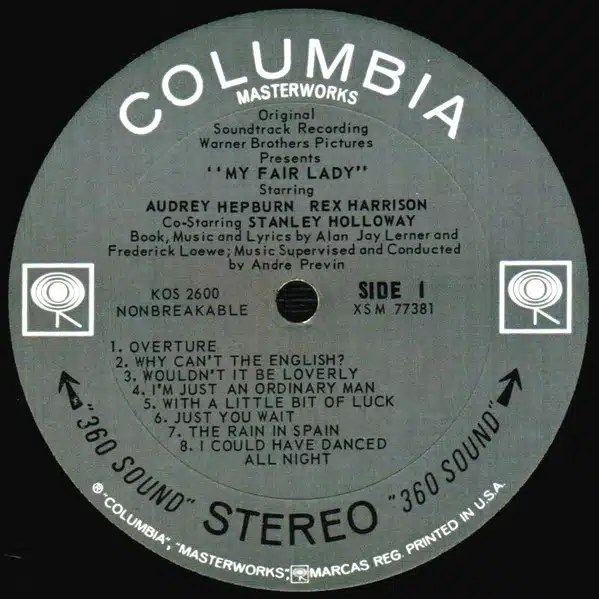 COLUMBIA
MASTERWORKS
Original
Soundtrack Recording
Warner Brothers Pictures
Presents
"MY FAIR LADY"
Starring
AUDREY HEPBURN REX HARRISON
Co-Starring STANLEY HOLLOWAY
Book, Music and Lyrics by Alan Jay Lerner and
Frederick Loewe; Music Supervised and Conducted
by Andre Previn
KOS 2600
NONBREAKABLE
SIDE 1
XSM 77381
1. OVERTURE
2. WHY CAN'T THE ENGLISH?
3. WOULDN'T IT BE LOVERLY
4. I'M JUST AN ORDINARY MAN
5. WITH A LITTLE BIT OF LUCK
6. JUST YOU WAIT
7. THE RAIN IN SPAIN
8. I COULD HAVE DANCED
ALL NIGHT
"360 SOUND" STEREO "360 SOUND"
® "COLUMBIA", "MASTERWORKS", MARCAS REG. PRINTED IN U.S.A.